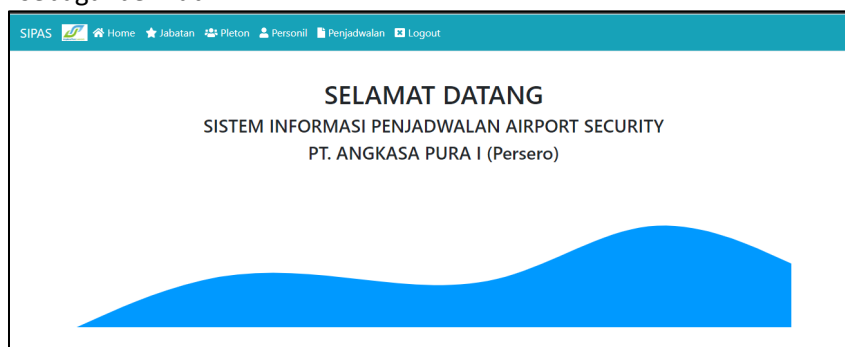 SIPAS Home Jabatan Pleton Personil Penjadwalan Logout
SELAMAT DATANG
SISTEM INFORMASI PENJADWALAN AIRPORT SECURITY
PT. ANGKASA PURA I (Persero)